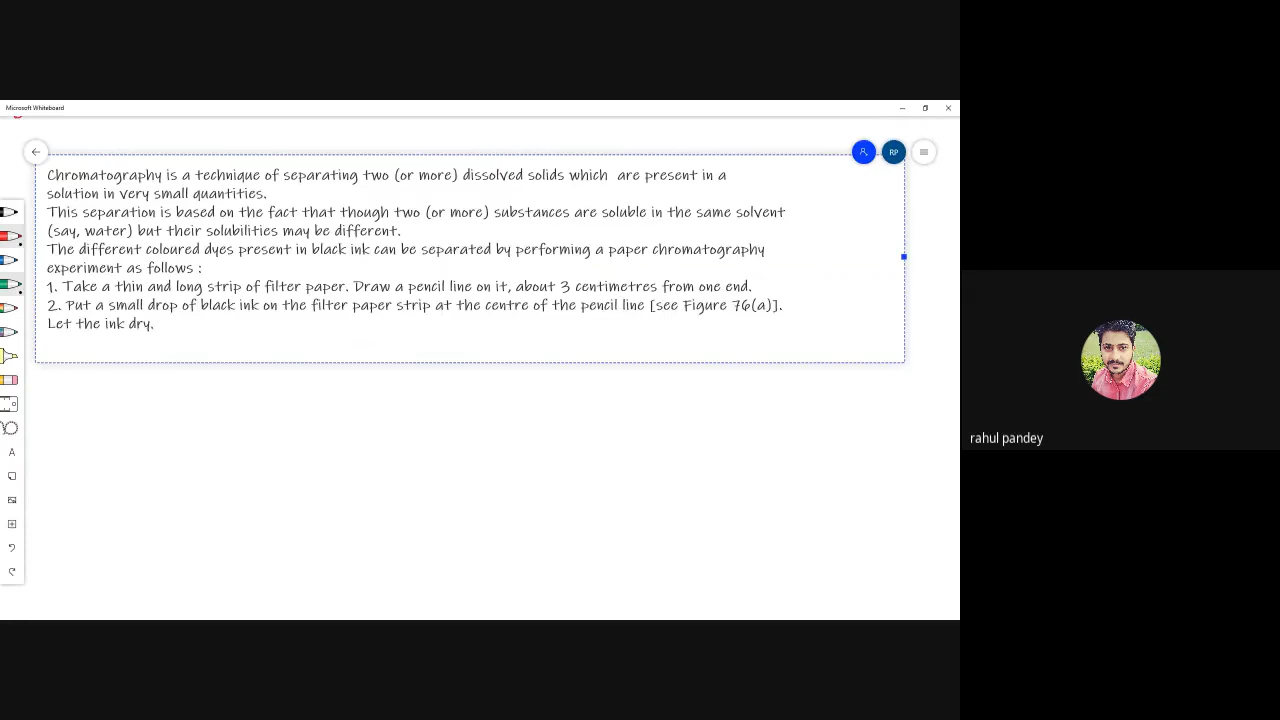 Microsoft Whiteboard
RP
Chromatography is a technique of separating two (or more) dissolved solids which are present in a
solution in very small quantities.
This separation is based on the fact that though two (or more) substances are soluble in the same solvent
(say, water) but their solubilities may be different.
The different coloured dyes present in black ink can be separated by performing a paper chromatography
experiment as follows :
1. Take a thin and long strip of filter paper. Draw a pencil line on it, about 3 centimetres from one end.
2. Put a small drop of black ink on the filter paper strip at the centre of the pencil line [see Figure 76(a)].
Let the ink dry.
A
rahul pandey